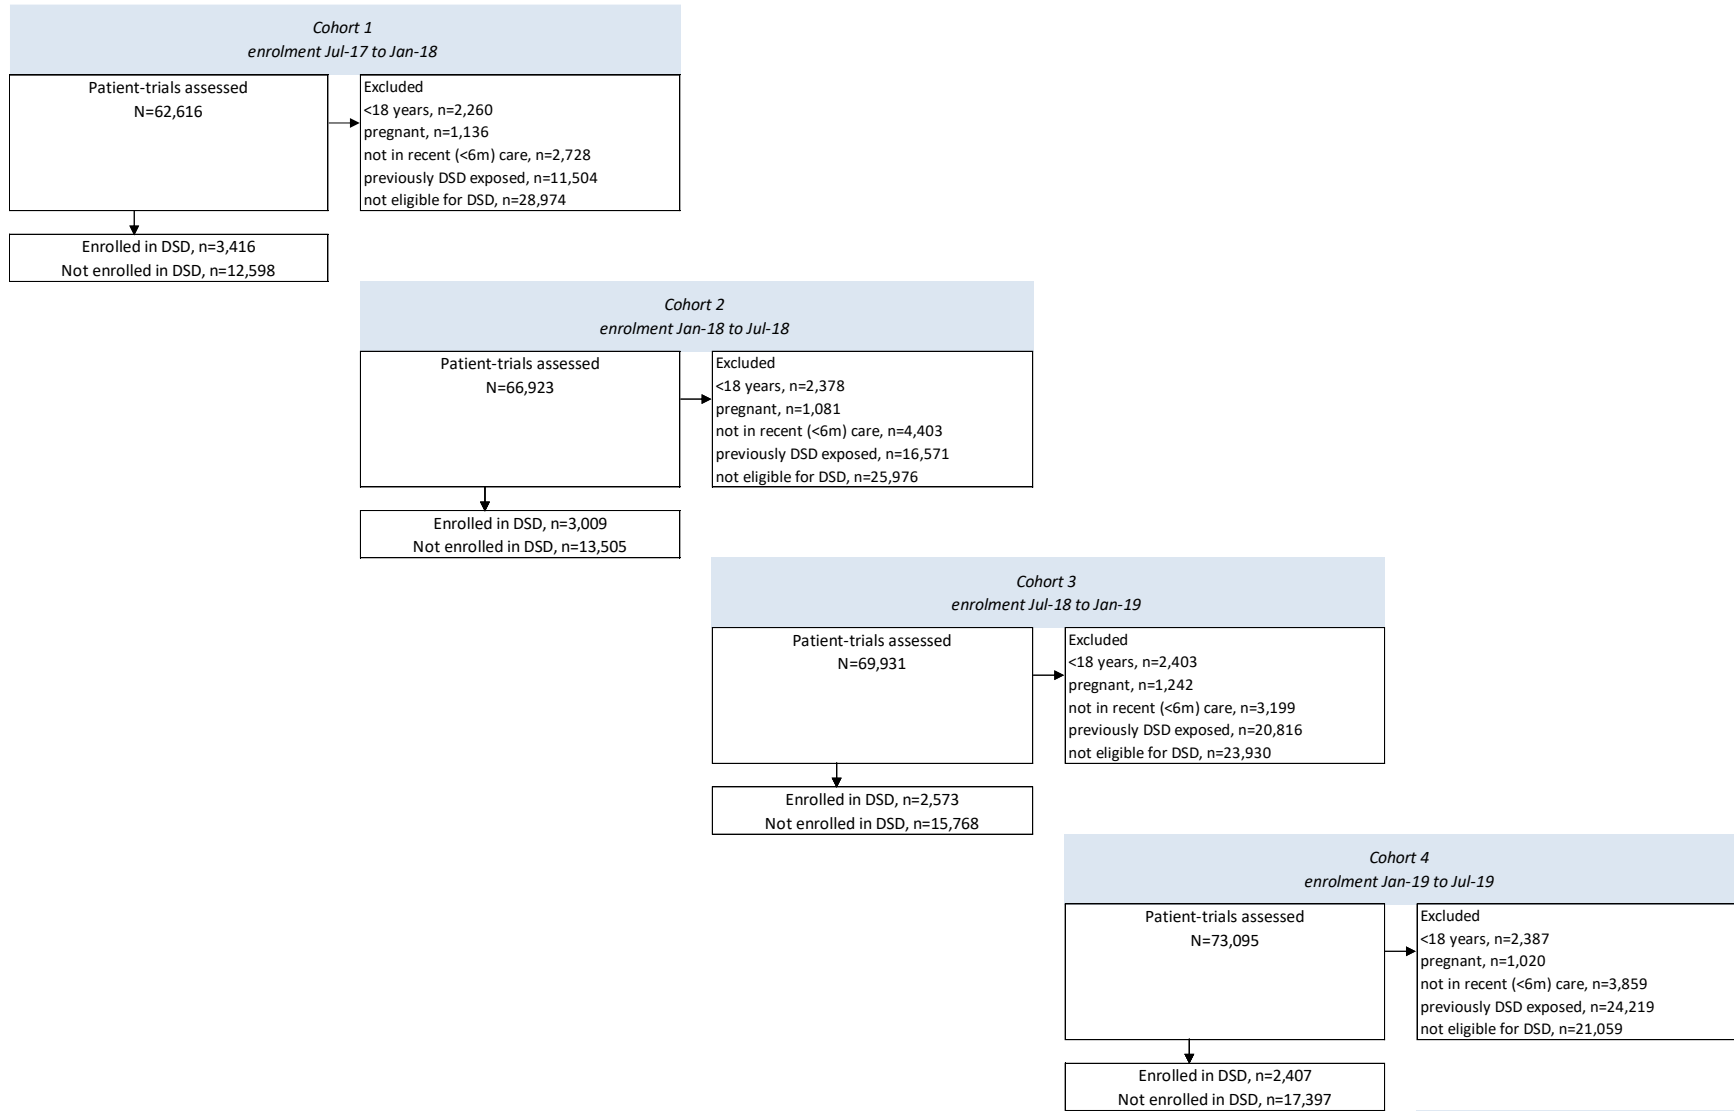 Cohort 1
enrolment Jul-17 to Jan-18
Patient-trials assessed
N=62,616
Excluded
<18 years, n=2,260
pregnant, n=1,136
not in recent (<6m) care, n=2,728
previously DSD exposed, n=11,504
not eligible for DSD, n=28,974
Enrolled in DSD, n=3,416
Not enrolled in DSD, n=12,598
Cohort 2
enrolment Jan-18 to Jul-18
Patient-trials assessed
N=66,923
Excluded
<18 years, n=2,378
pregnant, n=1,081
not in recent (<6m) care, n=4,403
previously DSD exposed, n=16,571
not eligible for DSD, n=25,976
Enrolled in DSD, n=3,009
Not enrolled in DSD, n=13,505
Cohort 3
enrolment Jul-18 to Jan-19
Patient-trials assessed
N=69,931
Excluded
<18 years, n=2,403
pregnant, n=1,242
not in recent (<6m) care, n=3,199
previously DSD exposed, n=20,816
not eligible for DSD, n=23,930
Enrolled in DSD, n=2,573
Not enrolled in DSD, n=15,768
Cohort 4
enrolment Jan-19 to Jul-19
Patient-trials assessed
N=73,095
Excluded
<18 years, n=2,387
pregnant, n=1,020
not in recent (<6m) care, n=3,859
previously DSD exposed, n=24,219
not eligible for DSD, n=21,059
Enrolled in DSD, n=2,407
Not enrolled in DSD, n=17,397